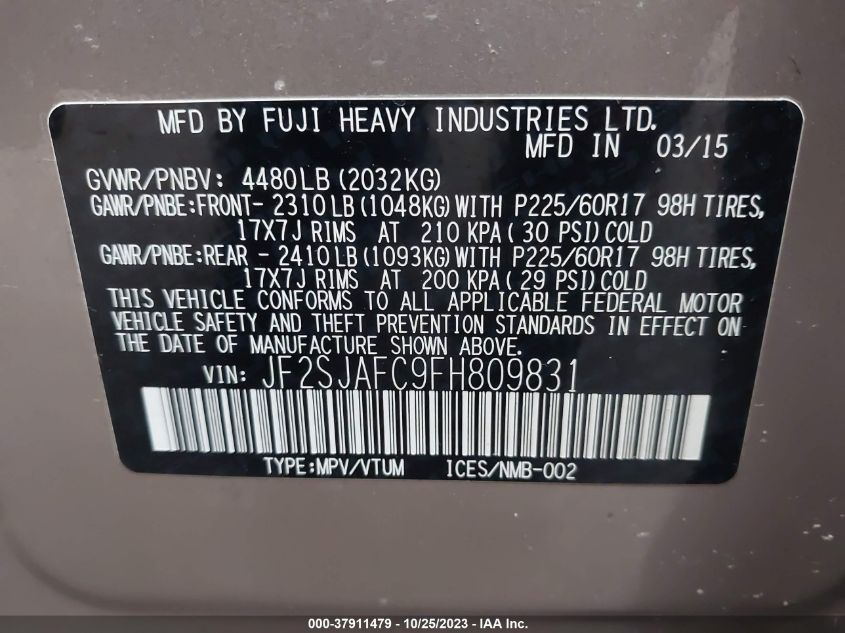 MFD BY FUJI HEAVY INDUSTRIES LTD.
MFD IN 03/15
GVWR/PNBV: 4480LB (2032KG)
GAWR/PNBE:FRONT- 2310 LB (1048KG) WITH P225/60R17 98H TIRES,
17X7J RIMS AT 210 KPA ( 30 PSI) COLD
GAWR/PNBE:REAR - 2410 LB (1093KG) WITH P225/60R17 98H TIRES,
17X7J RIMS AT 200 KPA ( 29 PSI) COLD
THIS VEHICLE CONFORMS TO ALL APPLICABLE FEDERAL MOTOR
VEHICLE SAFETY AND THEFT PREVENTION STANDARDS IN EFFECT ON
THE DATE OF MANUFACTURE SHOWN ABOVE.
VIN: JF2SJAFC9FH809831
TYPE:MPV/VTUM ICES/NMB-002
000-37911479 - 10/25/2023 - IAA Inc.